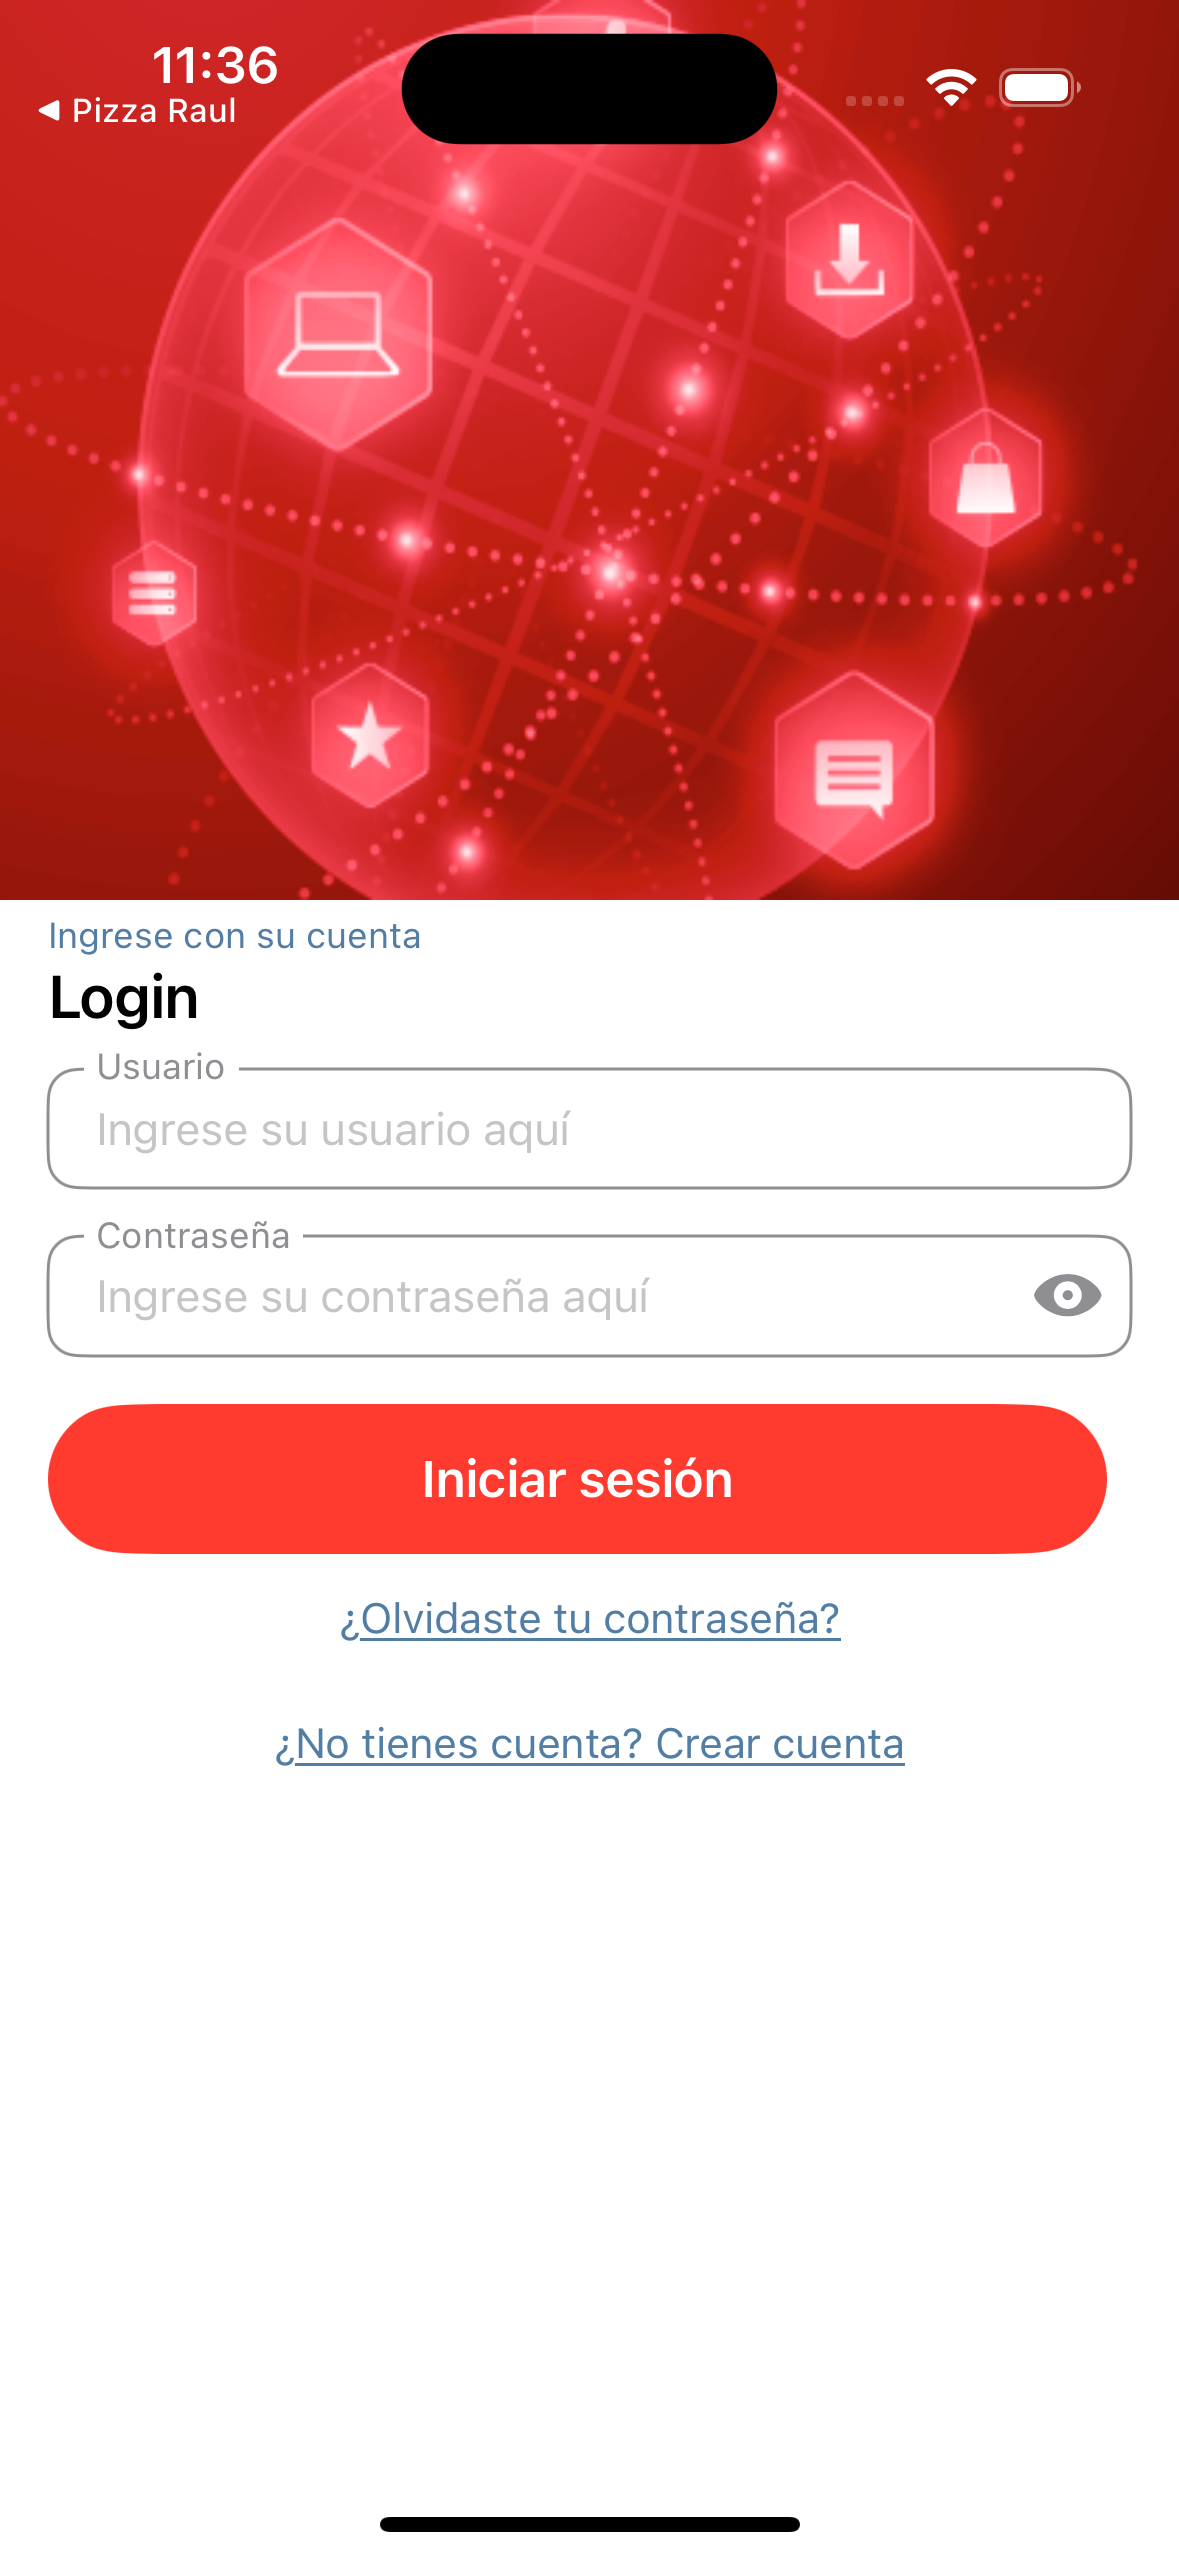 11:36
Pizza Raul
Ingrese con su cuenta
Login
Usuario
Ingrese su usuario aquí
Contraseña
Ingrese su contraseña aquí
Iniciar sesión
¿Olvidaste tu contraseña?
¿No tienes cuenta? Crear cuenta